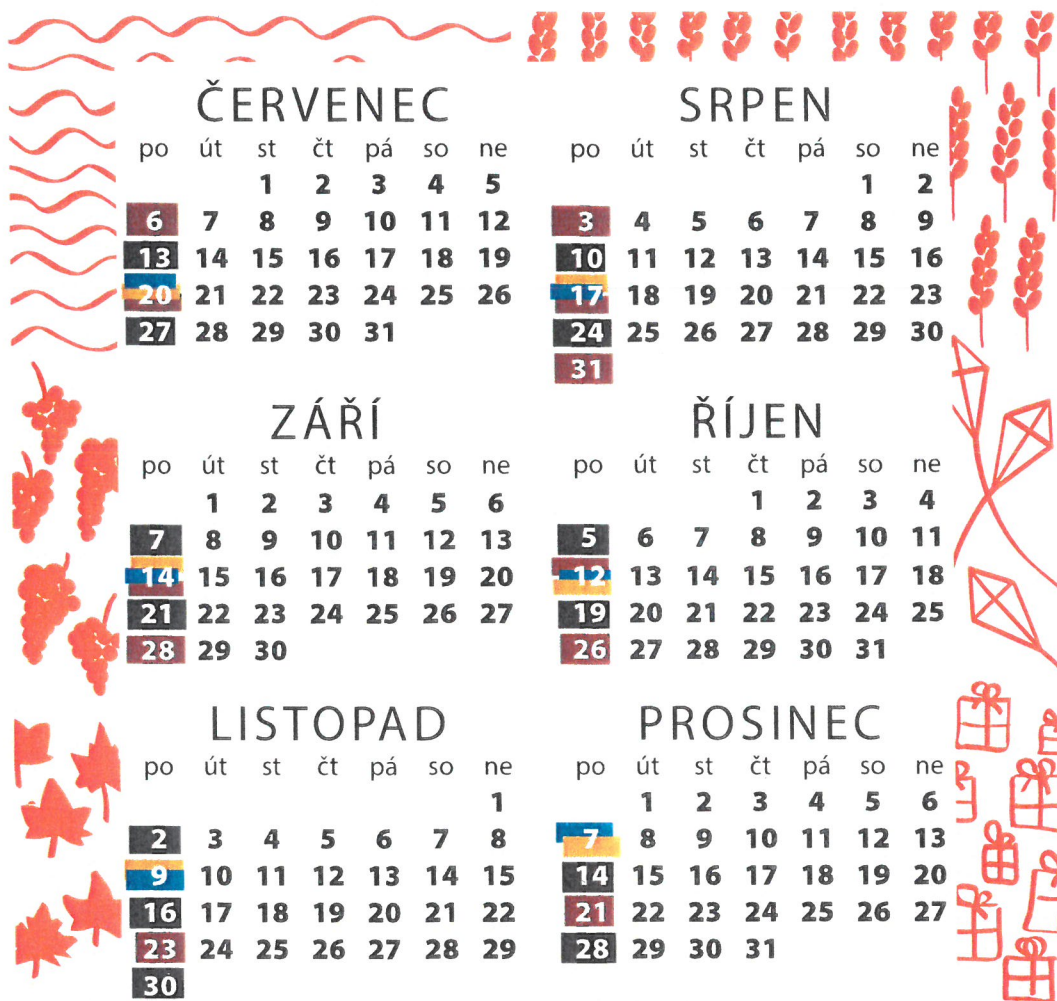 ČERVENEC
po út st čt pá so ne
1 2 3 4 5
6 7 8 9 10 11 12
13 14 15 16 17 18 19
20 21 22 23 24 25 26
27 28 29 30 31
SRPEN
po út st čt pá so ne
1 2
3 4 5 6 7 8 9
10 11 12 13 14 15 16
17 18 19 20 21 22 23
24 25 26 27 28 29 30
31
ZÁŘÍ
po út st čt pá so ne
1 2 3 4 5 6
7 8 9 10 11 12 13
14 15 16 17 18 19 20
21 22 23 24 25 26 27
28 29 30
ŘÍJEN
po út st čt pá so ne
1 2 3 4
5 6 7 8 9 10 11
12 13 14 15 16 17 18
19 20 21 22 23 24 25
26 27 28 29 30 31
LISTOPAD
po út st čt pá so ne
1
2 3 4 5 6 7 8
9 10 11 12 13 14 15
16 17 18 19 20 21 22
23 24 25 26 27 28 29
30
PROSINEC
po út st čt pá so ne
1 2 3 4 5 6
7 8 9 10 11 12 13
14 15 16 17 18 19 20
21 22 23 24 25 26 27
28 29 30 31